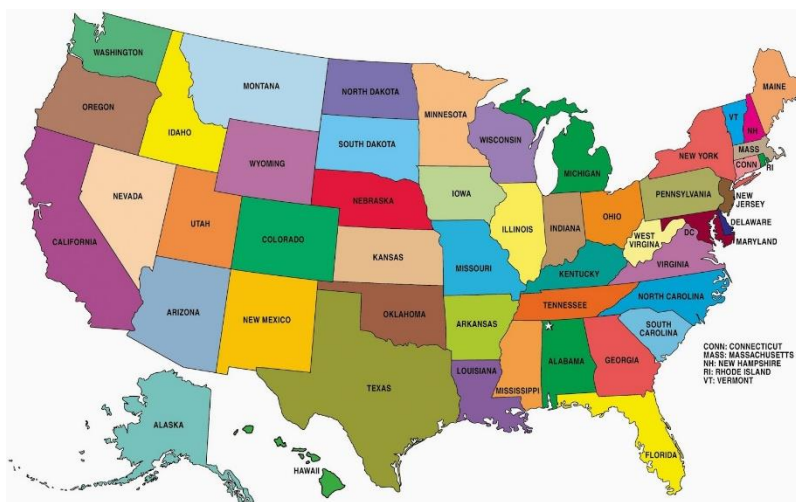 WASHINGTON
OREGON
IDAHO
MONTANA
NORTH DAKOTA
SOUTH DAKOTA
MINNESOTA
WISCONSIN
MICHIGAN
WYOMING
NEBRASKA
IOWA
NEVADA
UTAH
COLORADO
CALIFORNIA
KANSAS
MISSOURI
ILLINOIS
INDIANA
OHIO
KENTUCKY
WEST
VIRGINA
VIRGINIA
PENNSYLVANIA
NEW YORK
VT
NH
MAINE
MASS
CONN
RI
NEW
JERSEY
DELAWARE
MARYLAND
DC
ARIZONA
NEW MEXICO
OKLAHOMA
ARKANSAS
TENNESSEE
NORTH CAROLINA
SOUTH
CAROLINA
TEXAS
LOUISIANA
MISSISSIPPI
ALABAMA
GEORGIA
FLORIDA
ALASKA
HAWAII
CONN: CONNECTICUT
MASS: MASSACHUSETTS
NH: NEW HAMPSHIRE
RI: RHODE ISLAND
VT: VERMONT